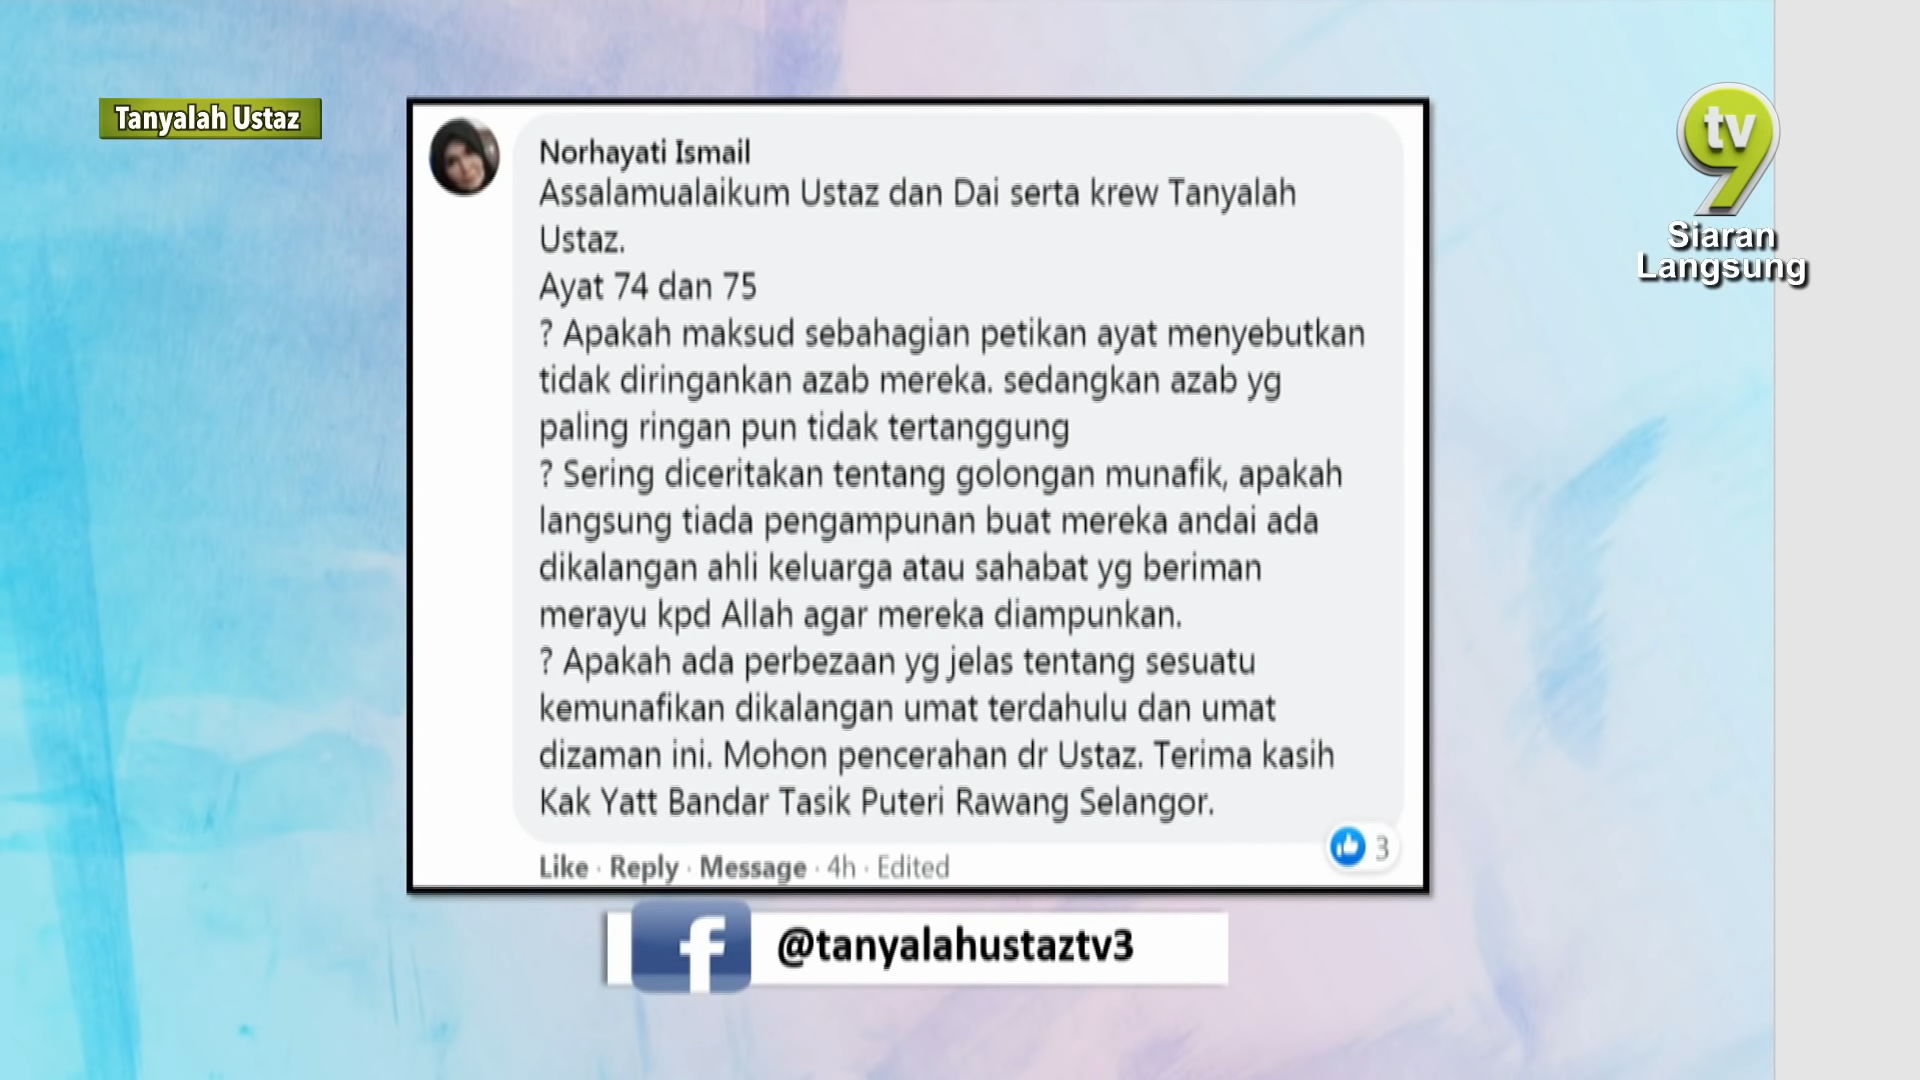 Tanyalah Ustaz
tv9
Siaran
Langsung
Norhayati Ismail
Assalamualaikum Ustaz dan Dai serta krew Tanyalah
Ustaz.
Ayat 74 dan 75
? Apakah maksud sebahagian petikan ayat menyebutkan
tidak diringankan azab mereka. sedangkan azab yg
paling ringan pun tidak tertanggung
? Sering diceritakan tentang golongan munafik, apakah
langsung tiada pengampunan buat mereka andai ada
dikalangan ahli keluarga atau sahabat yg beriman
merayu kpd Allah agar mereka diampunkan.
? Apakah ada perbezaan yg jelas tentang sesuatu
kemunafikan dikalangan umat terdahulu dan umat
dizaman ini. Mohon pencerahan dr Ustaz. Terima kasih
Kak Yatt Bandar Tasik Puteri Rawang Selangor.
3
Like · Reply · Message · 4h · Edited
f @tanyalahustaztv3